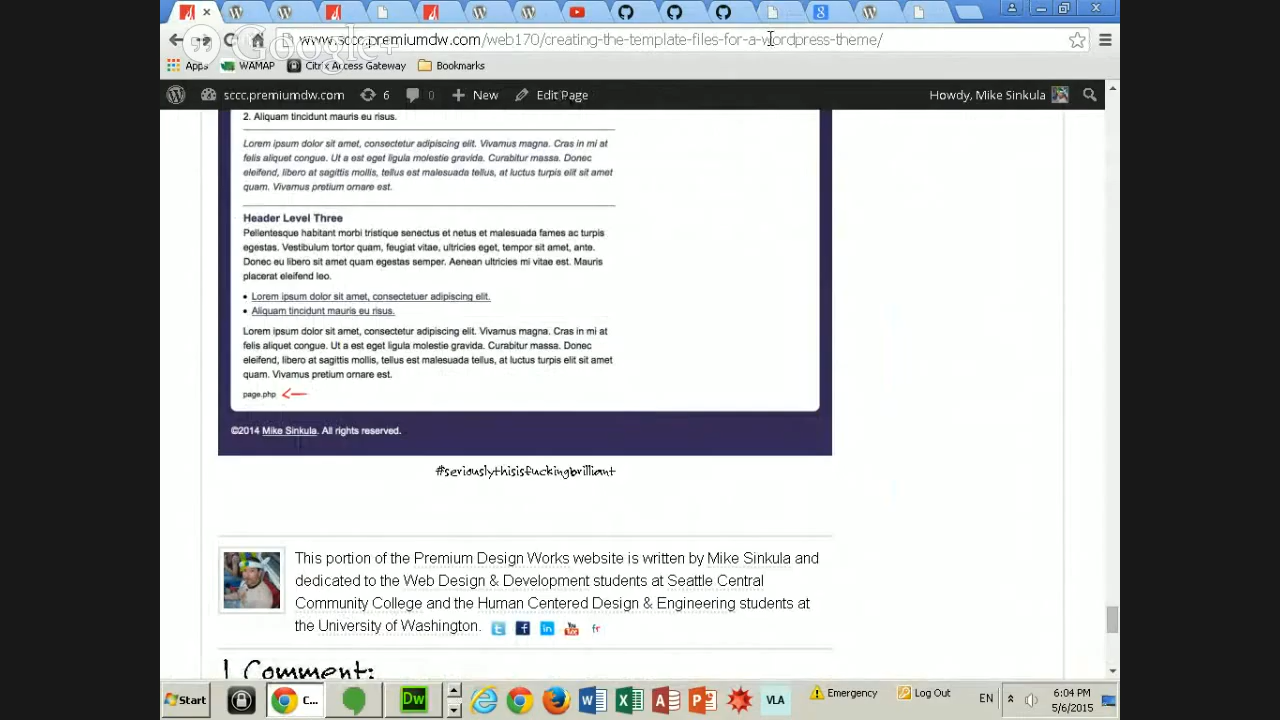 www.sccc.premiumdw.com/web170/creating-the-template-files-for-a-wordpress-theme/
Google+
Apps WAMAP Citrix Access Gateway Bookmarks
sccc.premiumdw.com 6 0 New Edit Page Howdy, Mike Sinkula
2. Aliquam tincidunt mauris eu risus.
Lorem ipsum dolor sit amet, consectetur adipiscing elit. Vivamus magna. Cras in mi at
felis aliquet congue. Ut a est eget ligula molestie gravida. Curabitur massa. Donec
eleifend, libero at sagittis mollis, tellus est malesuada tellus, at luctus turpis elit sit amet
quam. Vivamus pretium ornare est.
Header Level Three
Pellentesque habitant morbi tristique senectus et netus et malesuada fames ac turpis
egestas. Vestibulum tortor quam, feugiat vitae, ultricies eget, tempor sit amet, ante.
Donec eu libero sit amet quam egestas semper. Aenean ultricies mi vitae est. Mauris
placerat eleifend leo.
• Lorem ipsum dolor sit amet, consectetuer adipiscing elit.
• Aliquam tincidunt mauris eu risus.
Lorem ipsum dolor sit amet, consectetur adipiscing elit. Vivamus magna. Cras in mi at
felis aliquet congue. Ut a est eget ligula molestie gravida. Curabitur massa. Donec
eleifend, libero at sagittis mollis, tellus est malesuada tellus, at luctus turpis elit sit amet
quam. Vivamus pretium ornare est.
page.php
©2014 Mike Sinkula. All rights reserved.
#seriouslythisisfuckingbrilliant
This portion of the Premium Design Works website is written by Mike Sinkula and
dedicated to the Web Design & Development students at Seattle Central
Community College and the Human Centered Design & Engineering students at
the University of Washington.
1 Comment:
Start C... Dw VLA Emergency Log Out EN 6:04 PM
5/6/2015